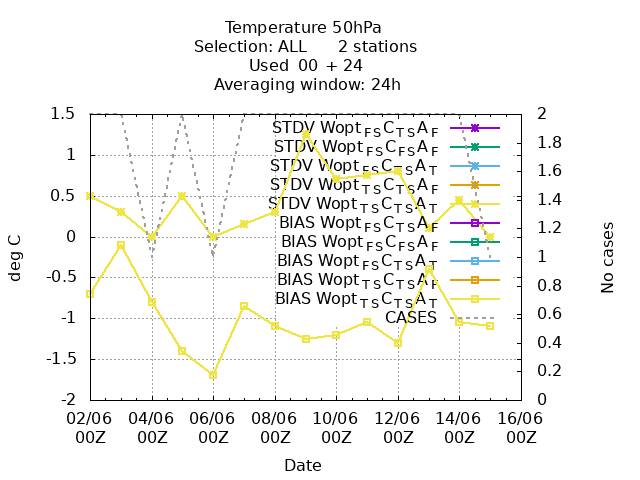 Temperature 50hPa
Selection: ALL 2 stations
Used 00 + 24
Averaging window: 24h
1.5
1
0.5
0
-0.5
-1
-1.5
-2
deg C
STDV Wopt FS C TS A F
STDV Wopt FS C FS A F
STDV Wopt FS C TS A T
STDV Wopt TS C TS A F
STDV Wopt TS C TS A T
BIAS Wopt FS C TS A F
BIAS Wopt FS C FS A F
BIAS Wopt FS C TS A T
BIAS Wopt TS C TS A F
BIAS Wopt TS C TS A T
CASES
2
1.8
1.6
1.4
1.2
1
0.8
0.6
0.4
0.2
0
No cases
02/06 04/06 06/06 08/06 10/06 12/06 14/06 16/06
00Z 00Z 00Z 00Z 00Z 00Z 00Z 00Z
Date